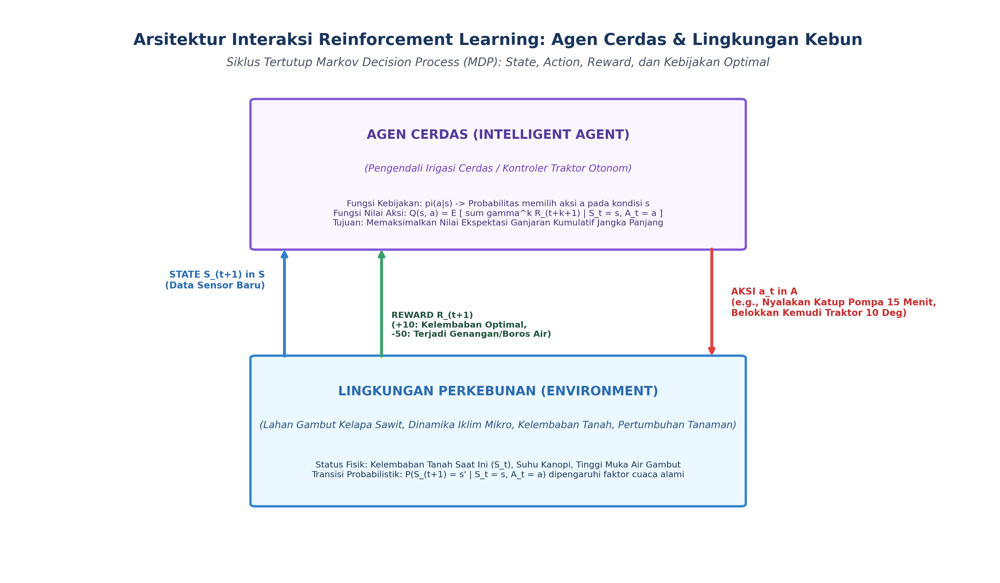 Arsitektur Interaksi Reinforcement Learning: Agen Cerdas & Lingkungan Kebun
Siklus Tertutup Markov Decision Process (MDP): State, Action, Reward, dan Kebijakan Optimal
AGEN CERDAS (INTELLIGENT AGENT)
(Pengendali Irigasi Cerdas / Kontroler Traktor Otonom)
Fungsi Kebijakan: pi(a|s) -> Probabilitas memilih aksi a pada kondisi s
Fungsi Nilai Aksi: Q(s, a) = E [ sum gamma^k R_(t+k+1) | S_t = s, A_t = a ]
Tujuan: Memaksimalkan Nilai Ekspektasi Ganjaran Kumulatif Jangka Panjang
STATE S_(t+1) in S
(Data Sensor Baru)
REWARD R_(t+1)
(+10: Kelembaban Optimal,
-50: Terjadi Genangan/Boros Air)
AKSI a_t in A
(e.g., Nyalakan Katup Pompa 15 Menit,
Belokkan Kemudi Traktor 10 Deg)
LINGKUNGAN PERKEBUNAN (ENVIRONMENT)
(Lahan Gambut Kelapa Sawit, Dinamika Iklim Mikro, Kelembaban Tanah, Pertumbuhan Tanaman)
Status Fisik: Kelembaban Tanah Saat Ini (S_t), Suhu Kanopi, Tinggi Muka Air Gambut
Transisi Probabilistik: P(S_(t+1) = s' | S_t = s, A_t = a) dipengaruhi faktor cuaca alami